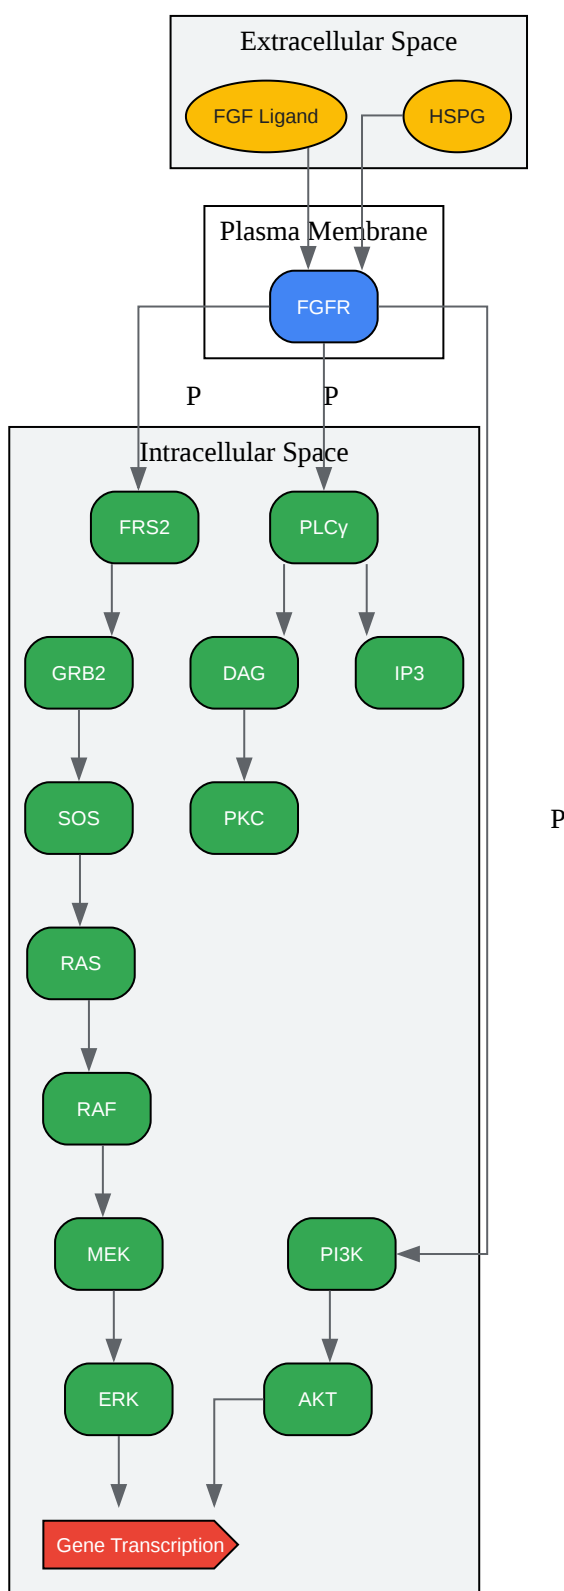 Extracellular Space
FGF Ligand
HSPG
Plasma Membrane
FGFR
P
P
Intracellular Space
FRS2
PLCγ
GRB2
DAG
IP3
SOS
PKC
P
RAS
RAF
MEK
PI3K
ERK
AKT
Gene Transcription